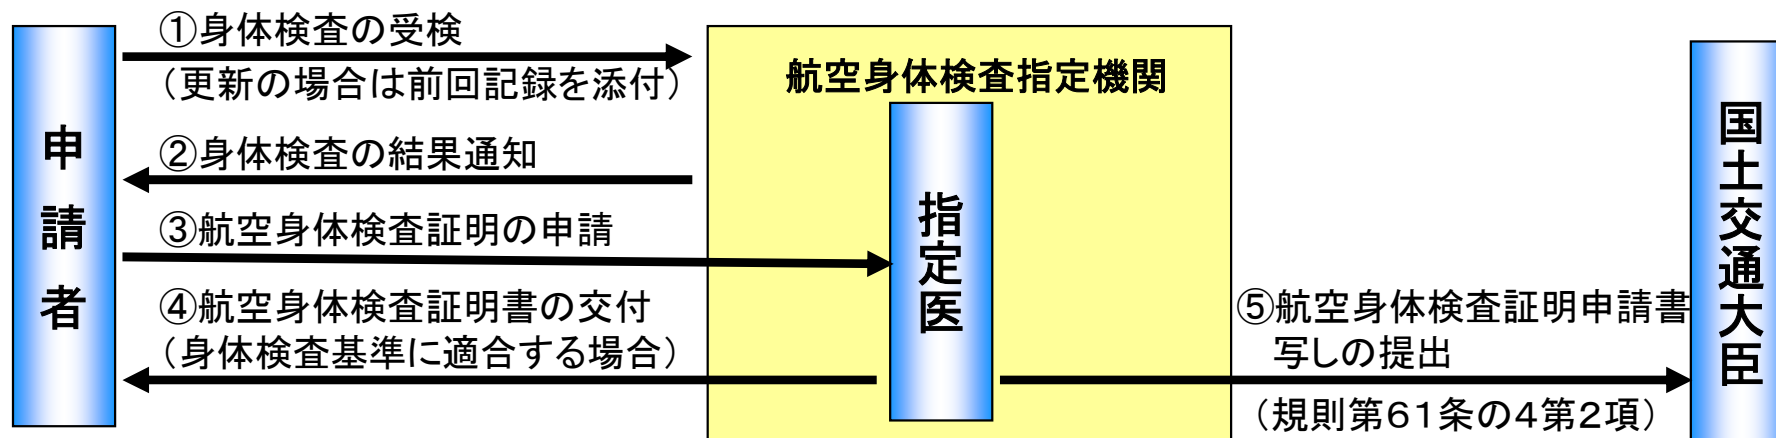 申請者
①身体検査の受検
（更新の場合は前回記録を添付）
②身体検査の結果通知
③航空身体検査証明の申請
④航空身体検査証明書の交付
（身体検査基準に適合する場合）
航空身体検査指定機関
指定医
⑤航空身体検査証明申請書
写しの提出
（規則第６１条の４第２項）
国土交通大臣